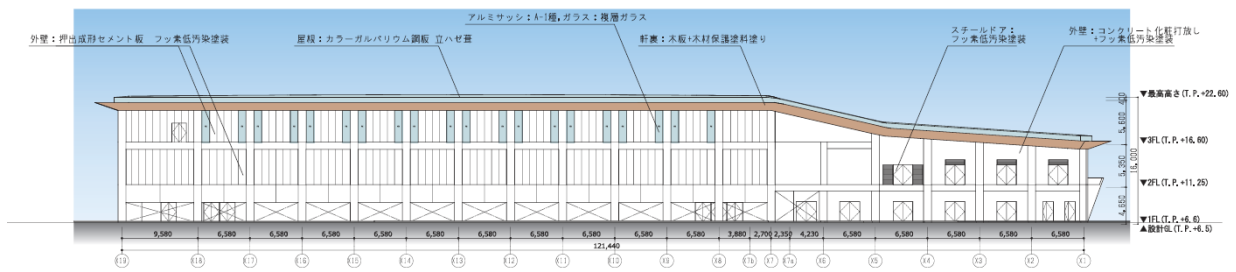 アルミサッシ：A-1種，ガラス：複層ガラス
外壁：押出成形セメント板　フッ素低汚染塗装
屋根：カラーガルバリウム鋼板 立ハゼ葺
軒裏：木板+木材保護塗料塗り
スチールドア：
フッ素低汚染塗装
外壁：コンクリート化粧打放し
+フッ素低汚染塗装
▼最高高さ(T.P.+22.60)
400
5,600
▼3FL(T.P.+16.60)
5,350
16,000
▼2FL(T.P.+11.25)
4,650
▼1FL(T.P.+6.6)
▲設計GL(T.P.+6.5)
9,580 6,580 6,580 6,580 6,580 6,580 6,580 6,580 6,580 6,580 6,580 3,880 2,700 2,350 4,230 6,580 6,580 6,580 6,580 6,580
121,440
X19 X18 X17 X16 X15 X14 X13 X12 X11 X10 X9 X8 X7b X7 X7a X6 X5 X4 X3 X2 X1